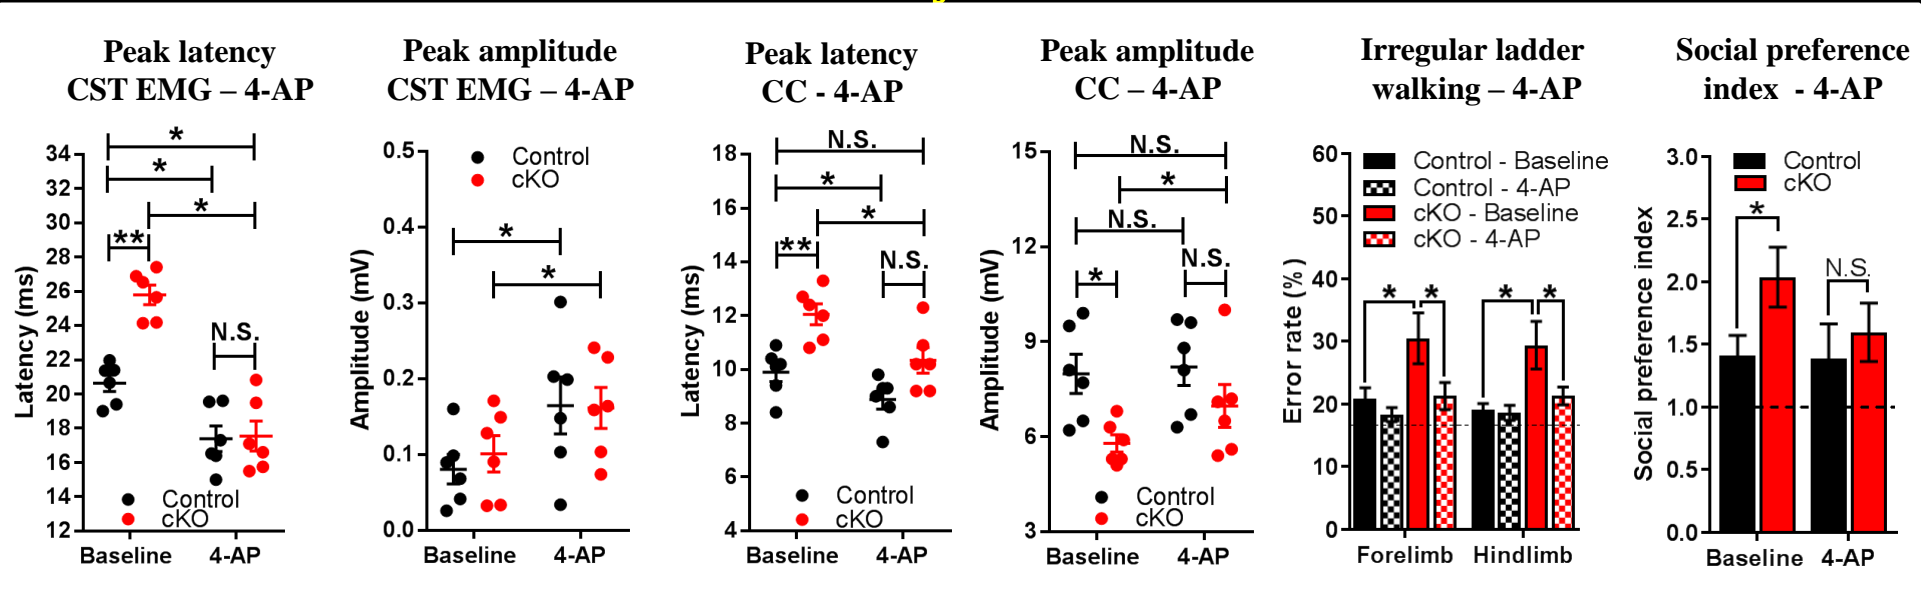 Peak latency
CST EMG – 4-AP
34
32
30
28
26
24
22
20
18
16
14
12
Latency (ms)
*
*
*
**
N.S.
Control
cKO
Baseline
4-AP
Peak amplitude
CST EMG – 4-AP
0.5
0.4
0.3
0.2
0.1
0.0
Amplitude (mV)
Control
cKO
*
*
Baseline
4-AP
Peak latency
CC - 4-AP
18
16
14
12
10
8
6
4
Latency (ms)
N.S.
*
*
**
N.S.
Control
cKO
Baseline
4-AP
Peak amplitude
CC – 4-AP
15
12
9
6
3
Amplitude (mV)
N.S.
*
N.S.
N.S.
*
Control
cKO
Baseline
4-AP
Irregular ladder
walking – 4-AP
60
50
40
30
20
10
0
Error rate (%)
Control - Baseline
Control - 4-AP
cKO - Baseline
cKO - 4-AP
* *
* *
Forelimb
Hindlimb
Social preference
index - 4-AP
3.0
2.5
2.0
1.5
1.0
0.5
0.0
Social preference index
Control
cKO
*
N.S.
Baseline
4-AP